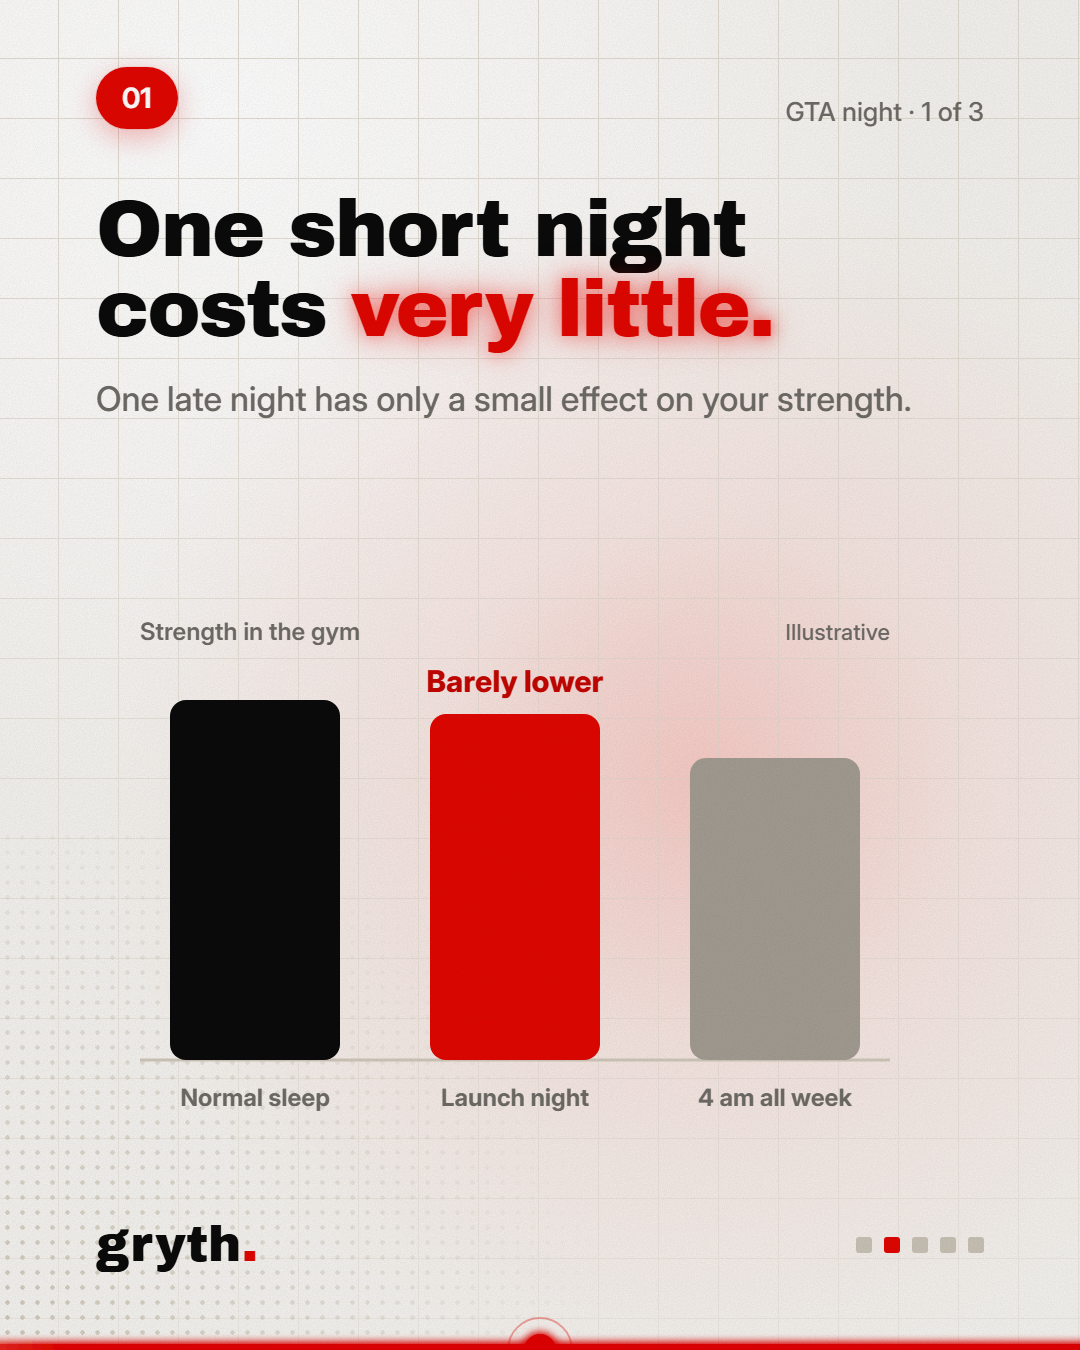 01
GTA night · 1 of 3
One short night
costs very little.
One late night has only a small effect on your strength.
Strength in the gym
Illustrative
Barely lower
Normal sleep
Launch night
4 am all week
gryth.